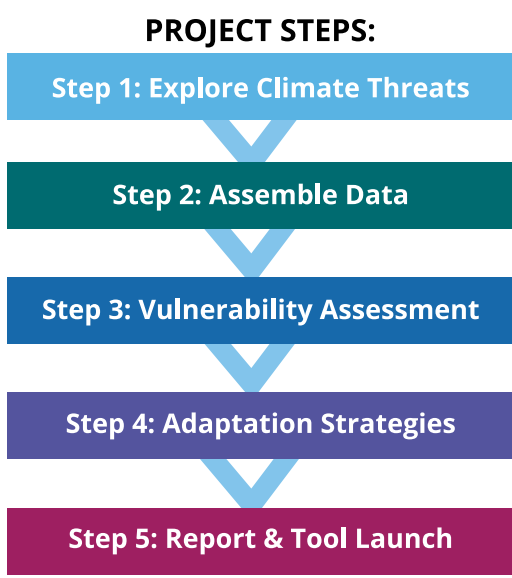 PROJECT STEPS:
Step 1: Explore Climate Threats
Step 2: Assemble Data
Step 3: Vulnerability Assessment
Step 4: Adaptation Strategies
Step 5: Report & Tool Launch